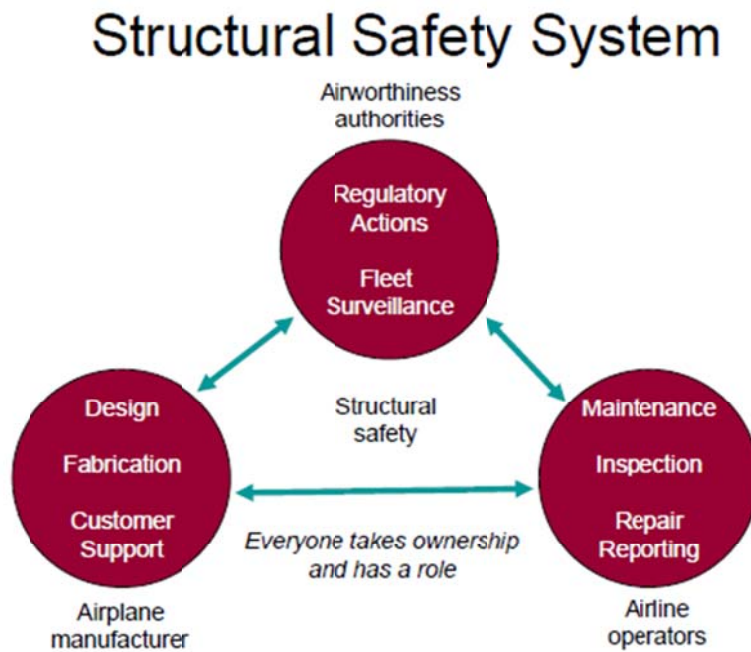 Structural Safety System
Airworthiness
authorities
Regulatory
Actions
Fleet
Surveillance
Design
Fabrication
Customer
Support
Structural
safety
Maintenance
Inspection
Repair
Reporting
Everyone takes ownership
and has a role
Airplane
manufacturer
Airline
operators